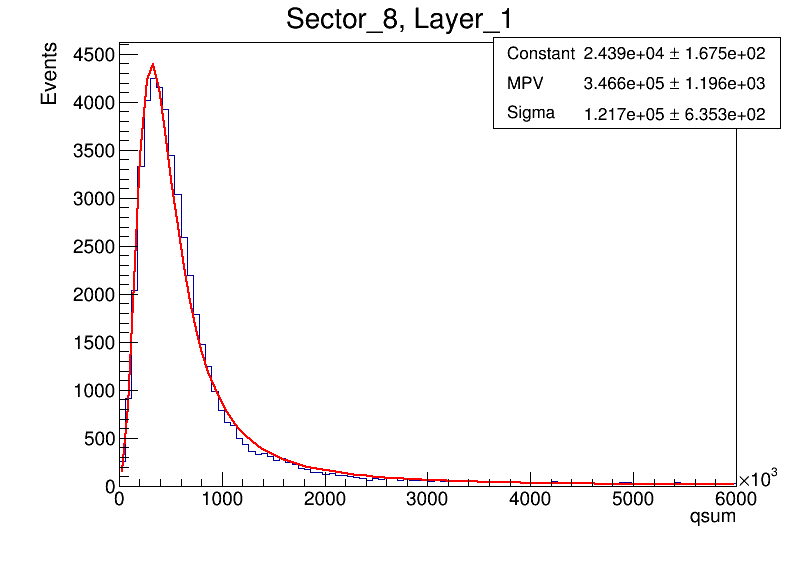 Sector_8, Layer_1
Constant 2.439e+04 ± 1.675e+02
MPV 3.466e+05 ± 1.196e+03
Sigma 1.217e+05 ± 6.353e+02
Events
4500
4000
3500
3000
2500
2000
1500
1000
500
0
0 1000 2000 3000 4000 5000 6000
×10³
qsum